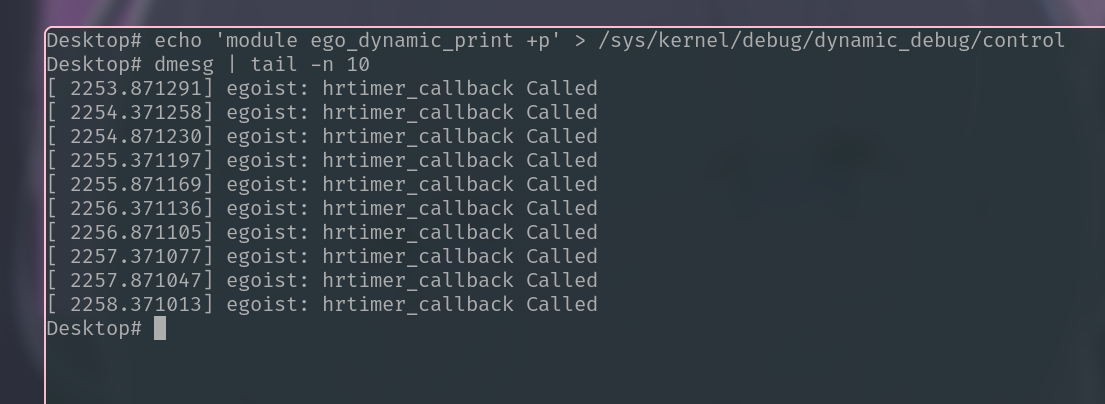 Desktop# echo 'module ego_dynamic_print +p' > /sys/kernel/debug/dynamic_debug/control
Desktop# dmesg | tail -n 10
[ 2253.871291] egoist: hrtimer_callback Called
[ 2254.371258] egoist: hrtimer_callback Called
[ 2254.871230] egoist: hrtimer_callback Called
[ 2255.371197] egoist: hrtimer_callback Called
[ 2255.871169] egoist: hrtimer_callback Called
[ 2256.371136] egoist: hrtimer_callback Called
[ 2256.871105] egoist: hrtimer_callback Called
[ 2257.371077] egoist: hrtimer_callback Called
[ 2257.871047] egoist: hrtimer_callback Called
[ 2258.371013] egoist: hrtimer_callback Called
Desktop#